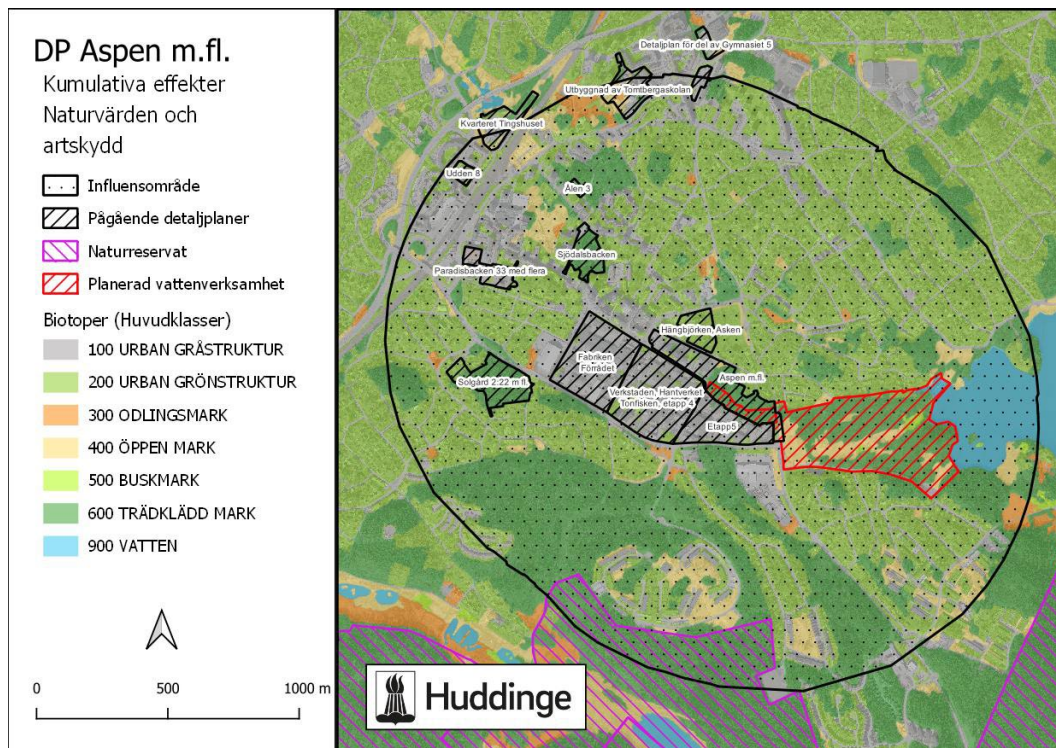 DP Aspen m.fl.
Kumulativa effekter
Naturvärden och
artskydd
Influensområde
Pågående detaljplaner
Naturreservat
Planerad vattenverksamhet
Biotoper (Huvudklasser)
100 URBAN GRÅSTRUKTUR
200 URBAN GRÖNSTRUKTUR
300 ODLINGSMARK
400 ÖPPEN MARK
500 BUSKMARK
600 TRÄDKLÄDD MARK
900 VATTEN
0 500 1000 m
Detaljplan för del av Gymnasiet 5
Utbyggnad av Tomtbergaskolan
Kvarteret Tingshuset
Udden 8
Ålen 3
Sjödalsbacken
Paradisbacken 33 med flera
Hängbjörken, Asken
Fabriken
Förrådet
Aspen m.fl.
Solgård 2:22 m fl.
Verkstaden, Hantverket
Tonfisken, etapp 4
Etapp5
Huddinge